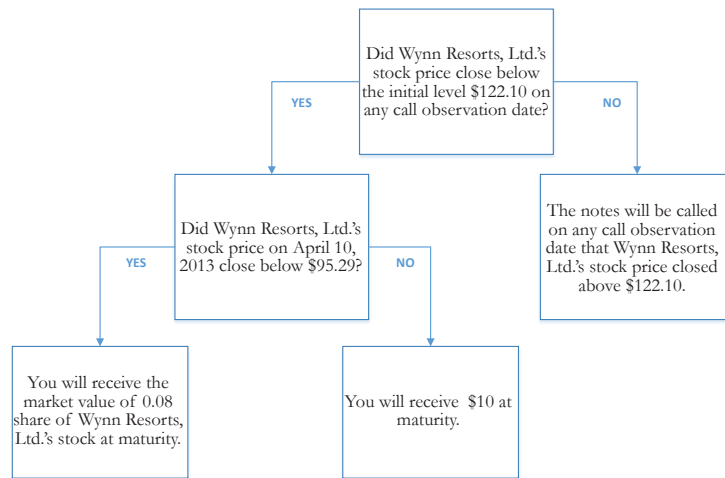 Did Wynn Resorts, Ltd.'s
stock price close below
the initial level $122.10 on
any call observation date?
YES
NO
Did Wynn Resorts, Ltd.'s
stock price on April 10,
2013 close below $95.29?
The notes will be called
on any call observation
date that Wynn Resorts,
Ltd.'s stock price closed
above $122.10.
YES
NO
You will receive the
market value of 0.08
share of Wynn Resorts,
Ltd.'s stock at maturity.
You will receive $10 at
maturity.